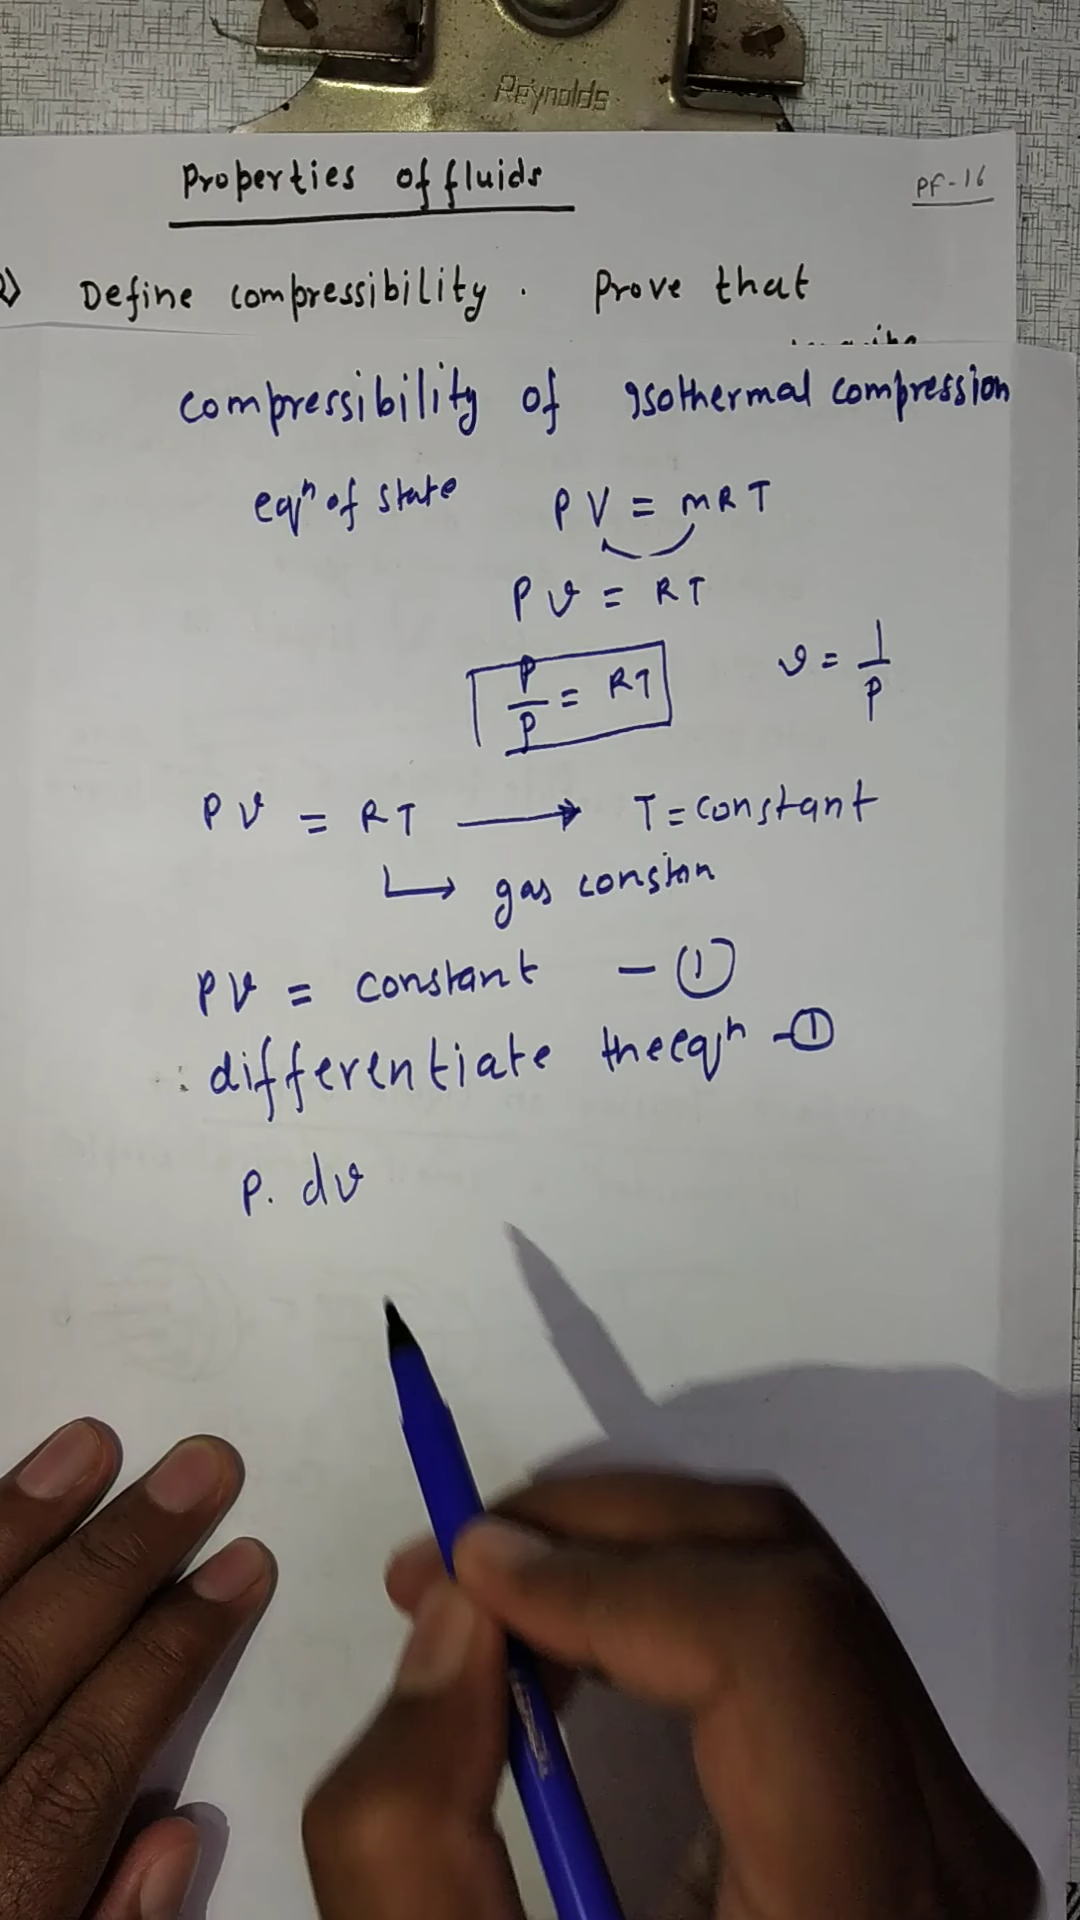 Reynolds
Properties of fluids
PF-16
Define compressibility. Prove that
compressibility of Isothermal compression
eqⁿ of state PV = mRT
Pv = RT
P/ρ = RT v = 1/ρ
Pv = RT → T = constant
↳ gas constan
Pv = constant - ①
differentiate the eqⁿ - ①
P. dv